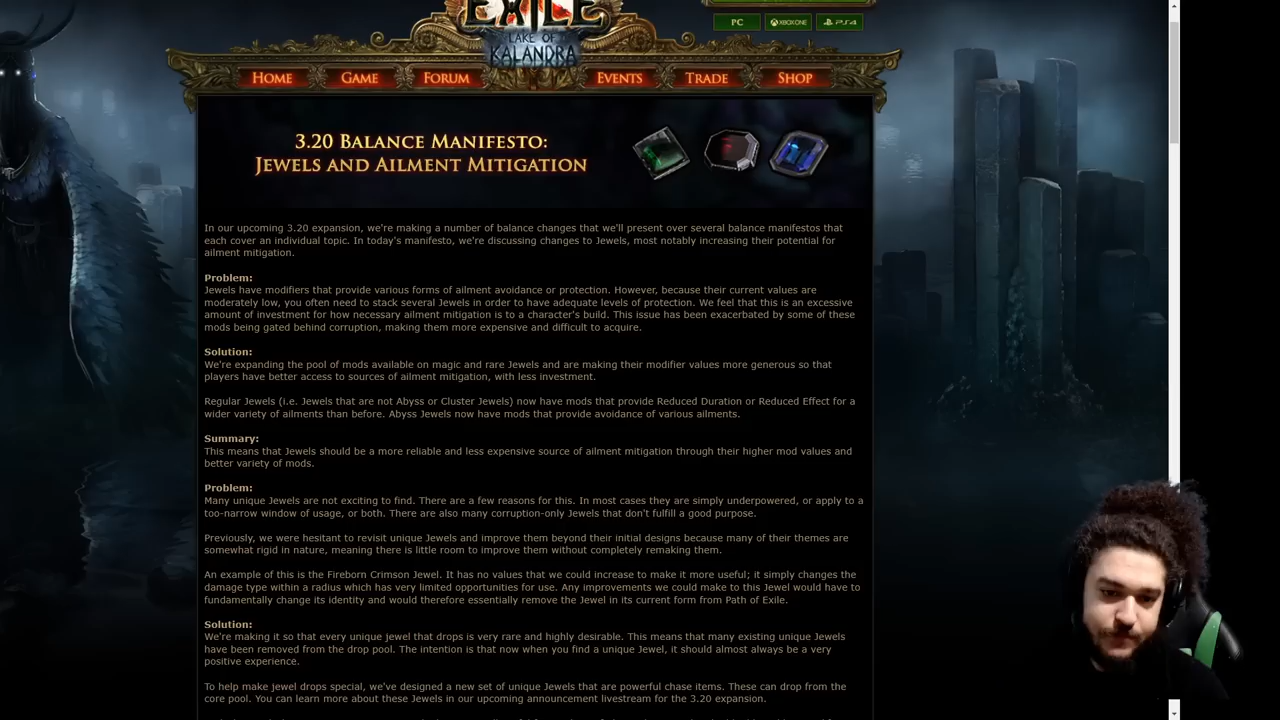 EXILE
LAKE OF
KALANDRA
PC
XBOX ONE
PS4
HOME
GAME
FORUM
EVENTS
TRADE
SHOP
3.20 BALANCE MANIFESTO:
JEWELS AND AILMENT MITIGATION
In our upcoming 3.20 expansion, we're making a number of balance changes that we'll present over several balance manifestos that
each cover an individual topic. In today's manifesto, we're discussing changes to Jewels, most notably increasing their potential for
ailment mitigation.
Problem:
Jewels have modifiers that provide various forms of ailment avoidance or protection. However, because their current values are
moderately low, you often need to stack several Jewels in order to have adequate levels of protection. We feel that this is an excessive
amount of investment for how necessary ailment mitigation is to a character's build. This issue has been exacerbated by some of these
mods being gated behind corruption, making them more expensive and difficult to acquire.
Solution:
We're expanding the pool of mods available on magic and rare Jewels and are making their modifier values more generous so that
players have better access to sources of ailment mitigation, with less investment.
Regular Jewels (i.e. Jewels that are not Abyss or Cluster Jewels) now have mods that provide Reduced Duration or Reduced Effect for a
wider variety of ailments than before. Abyss Jewels now have mods that provide avoidance of various ailments.
Summary:
This means that Jewels should be a more reliable and less expensive source of ailment mitigation through their higher mod values and
better variety of mods.
Problem:
Many unique Jewels are not exciting to find. There are a few reasons for this. In most cases they are simply underpowered, or apply to a
too-narrow window of usage, or both. There are also many corruption-only Jewels that don't fulfill a good purpose.
Previously, we were hesitant to revisit unique Jewels and improve them beyond their initial designs because many of their themes are
somewhat rigid in nature, meaning there is little room to improve them without completely remaking them.
An example of this is the Fireborn Crimson Jewel. It has no values that we could increase to make it more useful; it simply changes the
damage type within a radius which has very limited opportunities for use. Any improvements we could make to this Jewel would have to
fundamentally change its identity and would therefore essentially remove the Jewel in its current form from Path of Exile.
Solution:
We're making it so that every unique jewel that drops is very rare and highly desirable. This means that many existing unique Jewels
have been removed from the drop pool. The intention is that now when you find a unique Jewel, it should almost always be a very
positive experience.
To help make jewel drops special, we've designed a new set of unique Jewels that are powerful chase items. These can drop from the
core pool. You can learn more about these Jewels in our upcoming announcement livestream for the 3.20 expansion.